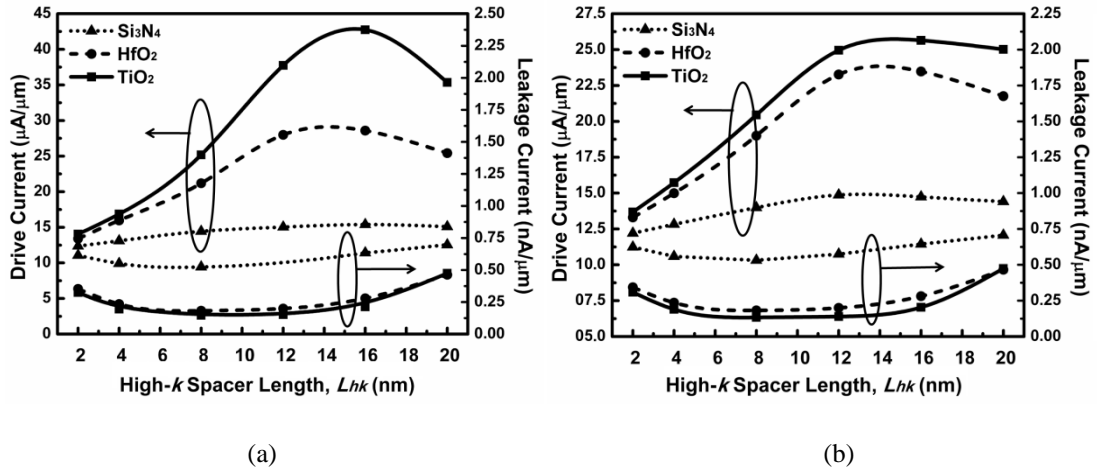 45
40
35
30
25
20
15
10
5
0
Drive Current (μA/μm)
Si₃N₄
HfO₂
TiO₂
2.50
2.25
2.00
1.75
1.50
1.25
1.00
0.75
0.50
0.25
0.00
Leakage Current (nA/μm)
2 4 6 8 10 12 14 16 18 20
High-k Spacer Length, Lhk (nm)
(a)
27.5
25.0
22.5
20.0
17.5
15.0
12.5
10.0
07.5
05.0
Drive Current (μA/μm)
Si₃N₄
HfO₂
TiO₂
2.25
2.00
1.75
1.50
1.25
1.00
0.75
0.50
0.25
0.00
Leakage Current (nA/μm)
2 4 6 8 10 12 14 16 18 20
High-k Spacer Length, Lhk (nm)
(b)